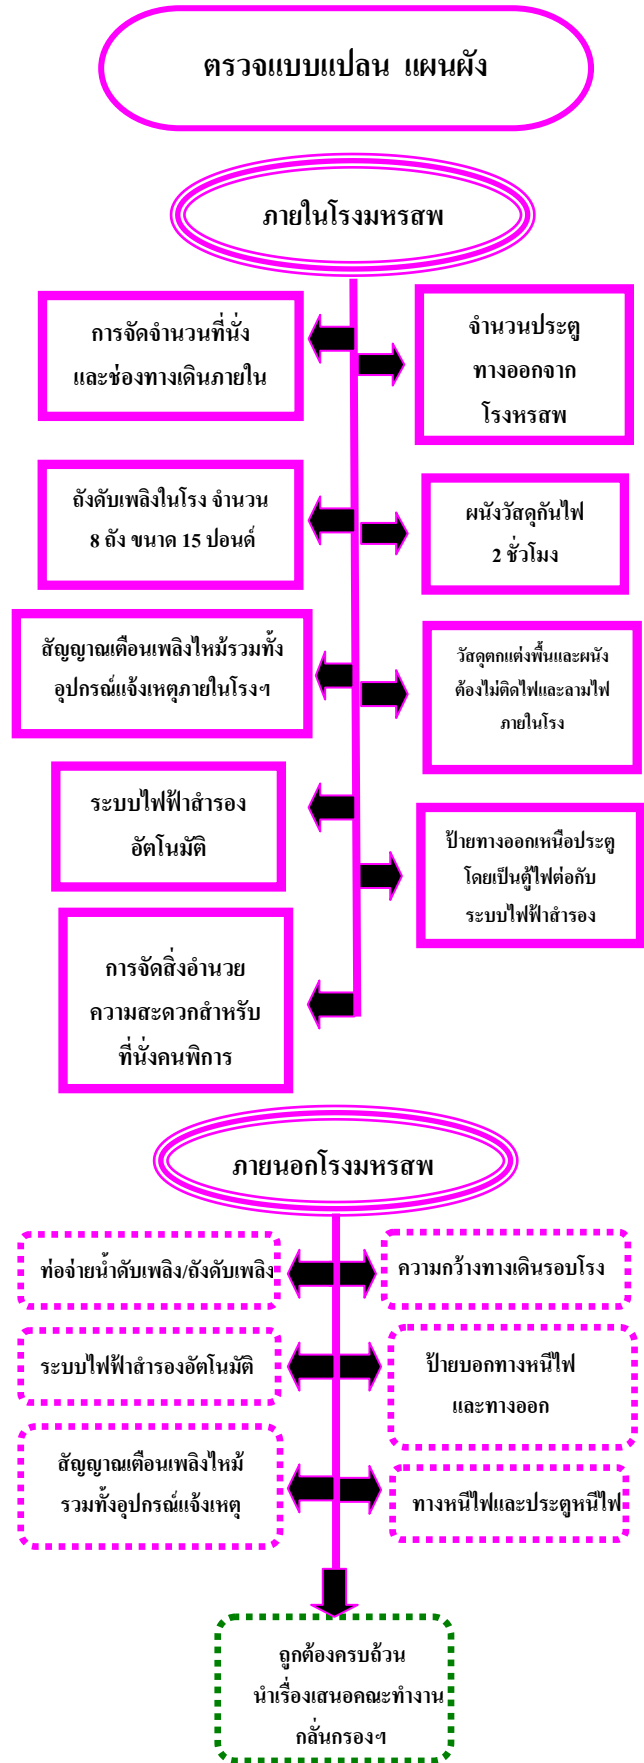 ตรวจแบบแปลน แผนผัง
ภายในโรงมหรสพ
การจัดจำนวนที่นั่ง
และช่องทางเดินภายใน
จำนวนประตู
ทางออกจาก
โรงหรสพ
ถังดับเพลิงในโรง จำนวน
8 ถัง ขนาด 15 ปอนด์
ผนังวัสดุกันไฟ
2 ชั่วโมง
สัญญาณเตือนเพลิงไหม้รวมทั้ง
อุปกรณ์แจ้งเหตุภายในโรงฯ
วัสดุตกแต่งพื้นและผนัง
ต้องไม่ติดไฟและลามไฟ
ภายในโรง
ระบบไฟฟ้าสำรอง
อัตโนมัติ
ป้ายทางออกเหนือประตู
โดยเป็นตู้ไฟต่อกับ
ระบบไฟฟ้าสำรอง
การจัดสิ่งอำนวย
ความสะดวกสำหรับ
ที่นั่งคนพิการ
ภายนอกโรงมหรสพ
ท่อจ่ายน้ำดับเพลิง/ถังดับเพลิง
ความกว้างทางเดินรอบโรง
ระบบไฟฟ้าสำรองอัตโนมัติ
ป้ายบอกทางหนีไฟ
และทางออก
สัญญาณเตือนเพลิงไหม้
รวมทั้งอุปกรณ์แจ้งเหตุ
ทางหนีไฟและประตูหนีไฟ
ถูกต้องครบถ้วน
นำเรื่องเสนอคณะทำงาน
กลั่นกรองฯ